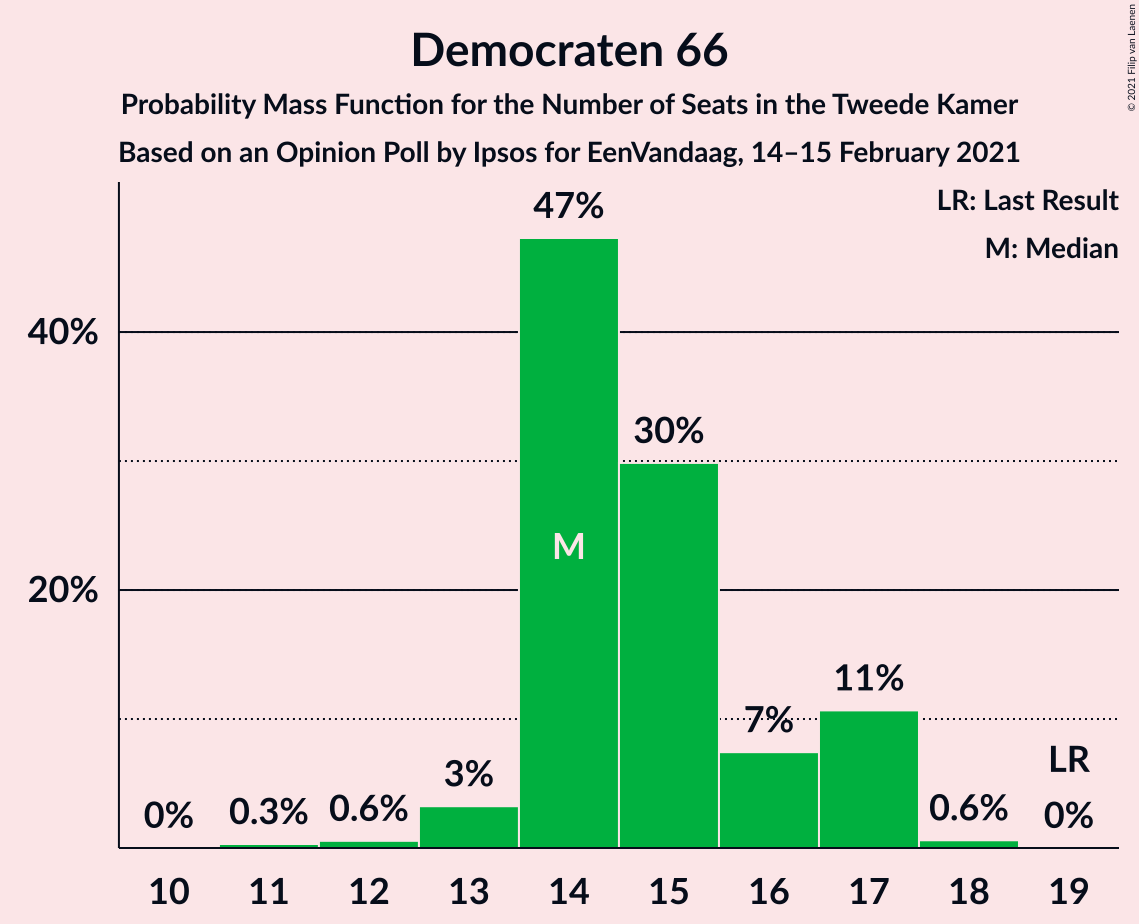 Democraten 66
Probability Mass Function for the Number of Seats in the Tweede Kamer
Based on an Opinion Poll by Ipsos for EenVandaag, 14–15 February 2021
© 2021 Filip van Laenen
LR: Last Result
M: Median
47%
40%
30%
M
20%
11%
7%
LR
3%
0%
0.3%
0.6%
0.6%
0%
10 11 12 13 14 15 16 17 18 19